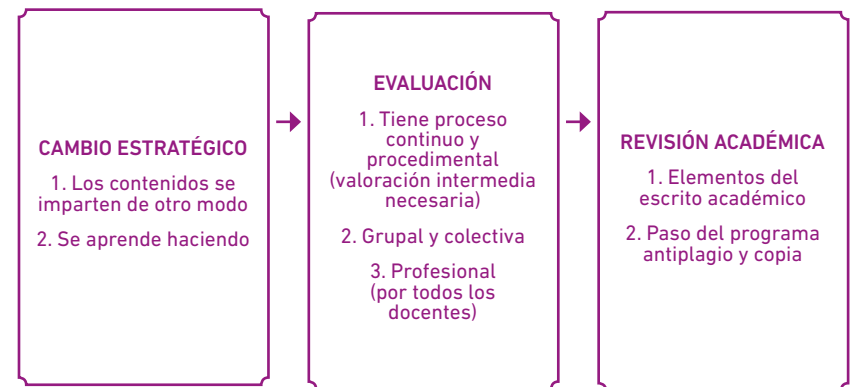 CAMBIO ESTRATÉGICO
1. Los contenidos se
imparten de otro modo
2. Se aprende haciendo
EVALUACIÓN
1. Tiene proceso
continuo y
procedimental
(valoración intermedia
necesaria)
2. Grupal y colectiva
3. Profesional
(por todos los
docentes)
REVISIÓN ACADÉMICA
1. Elementos del
escrito académico
2. Paso del programa
antiplagio y copia